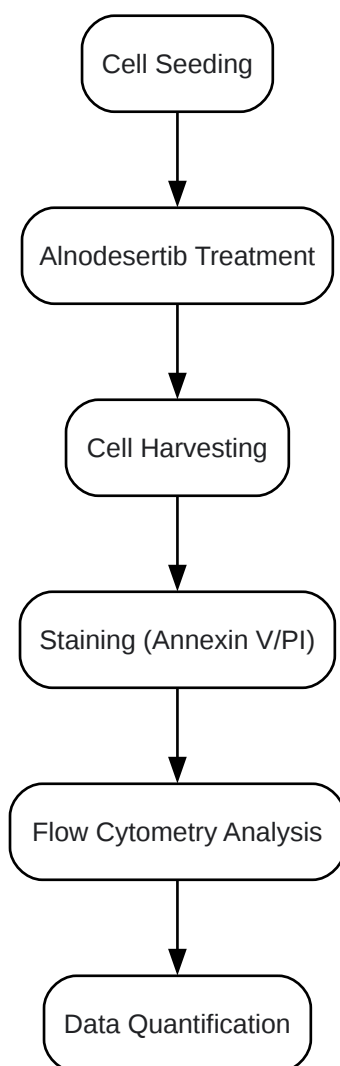 Cell Seeding
Alnodesertib Treatment
Cell Harvesting
Staining (Annexin V/PI)
Flow Cytometry Analysis
Data Quantification